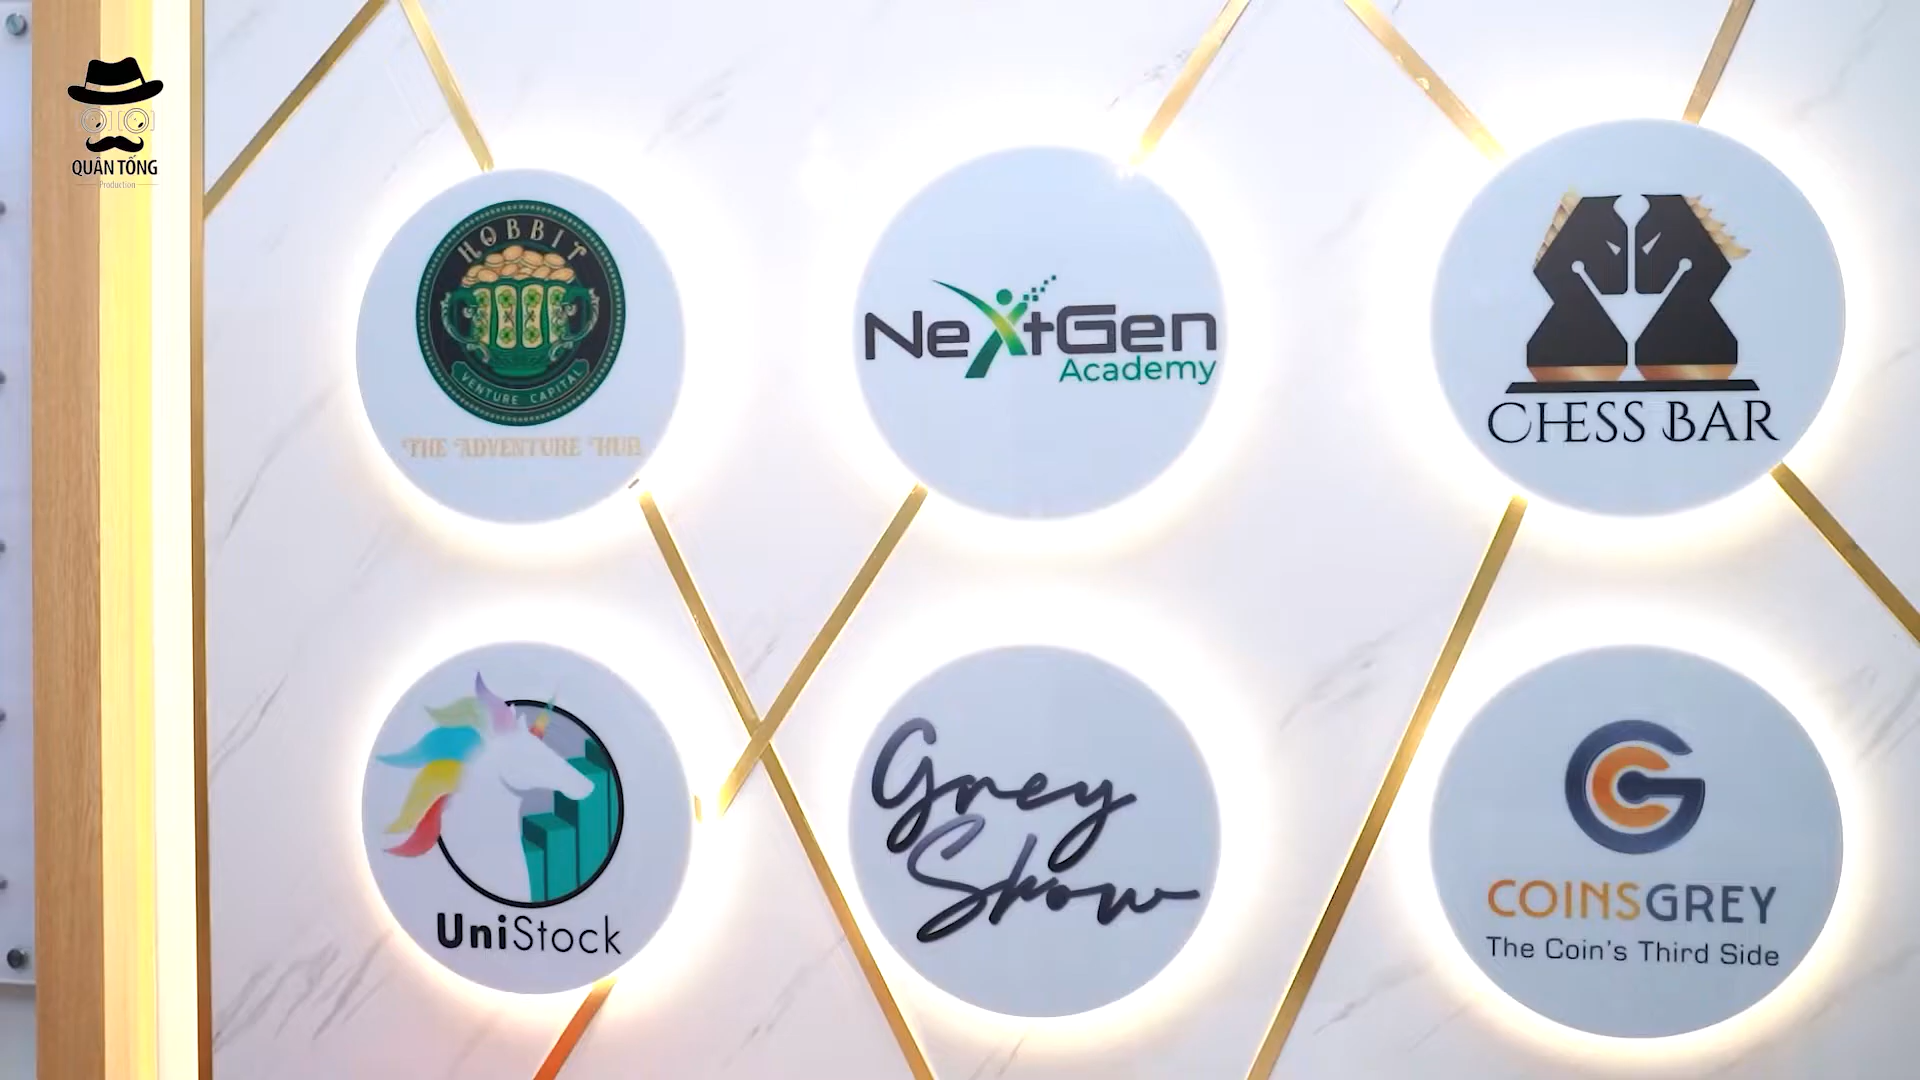 QUÂN TỐNG
Production
HOBBIT
VENTURE CAPITAL
THE ADVENTURE HUB
NextGen
Academy
CHESS BAR
UniStock
Grey
Show
COINSGREY
The Coin's Third Side